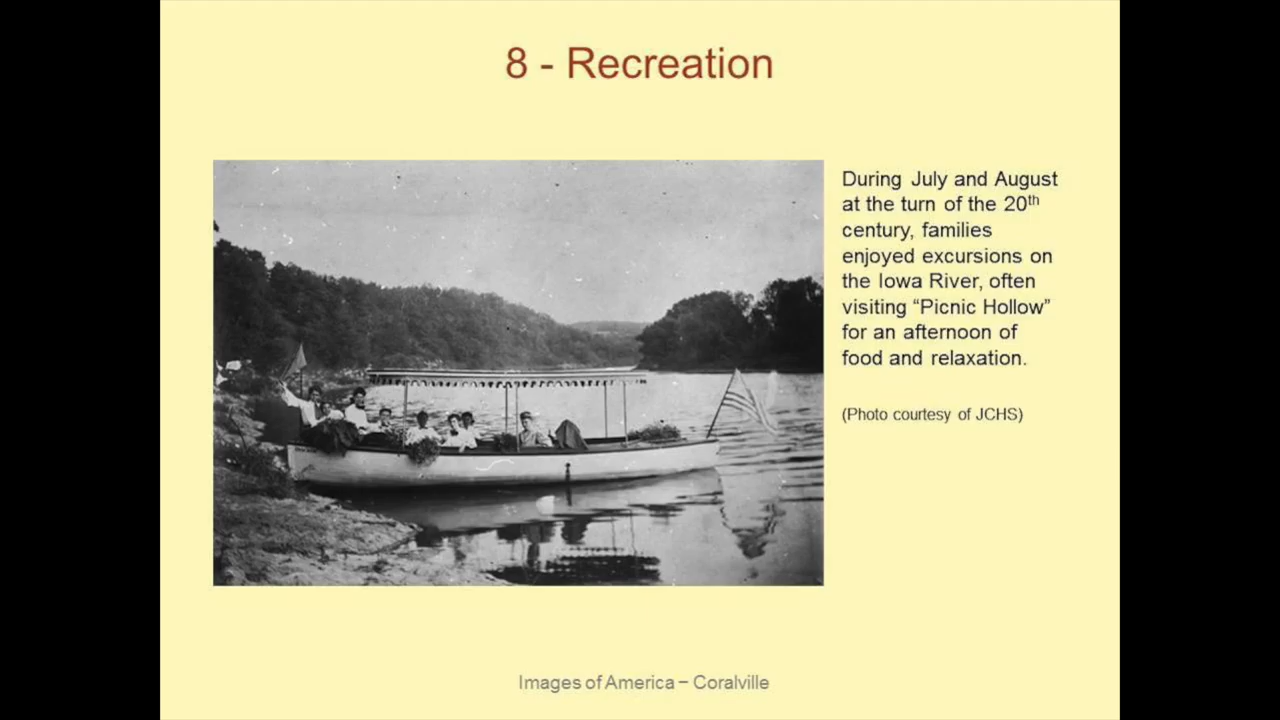 8 - Recreation
During July and August
at the turn of the 20th
century, families
enjoyed excursions on
the Iowa River, often
visiting “Picnic Hollow”
for an afternoon of
food and relaxation.
(Photo courtesy of JCHS)
Images of America – Coralville